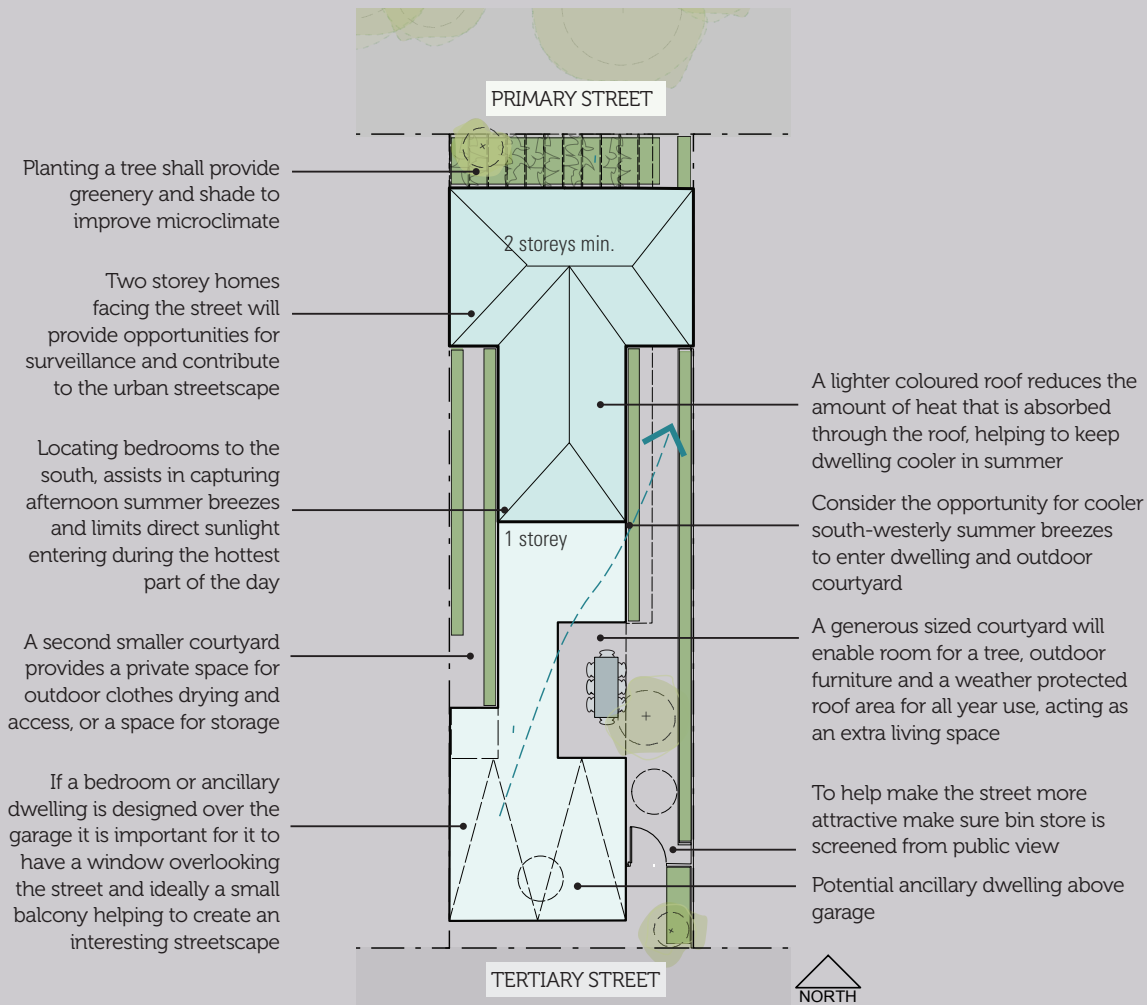 PRIMARY STREET
Planting a tree shall provide
greenery and shade to
improve microclimate
2 storeys min.
Two storey homes
facing the street will
provide opportunities for
surveillance and contribute
to the urban streetscape
Locating bedrooms to the
south, assists in capturing
afternoon summer breezes
and limits direct sunlight
entering during the hottest
part of the day
1 storey
A second smaller courtyard
provides a private space for
outdoor clothes drying and
access, or a space for storage
If a bedroom or ancillary
dwelling is designed over the
garage it is important for it to
have a window overlooking
the street and ideally a small
balcony helping to create an
interesting streetscape
A lighter coloured roof reduces the
amount of heat that is absorbed
through the roof, helping to keep
dwelling cooler in summer
Consider the opportunity for cooler
south-westerly summer breezes
to enter dwelling and outdoor
courtyard
A generous sized courtyard will
enable room for a tree, outdoor
furniture and a weather protected
roof area for all year use, acting as
an extra living space
To help make the street more
attractive make sure bin store is
screened from public view
Potential ancillary dwelling above
garage
TERTIARY STREET
NORTH